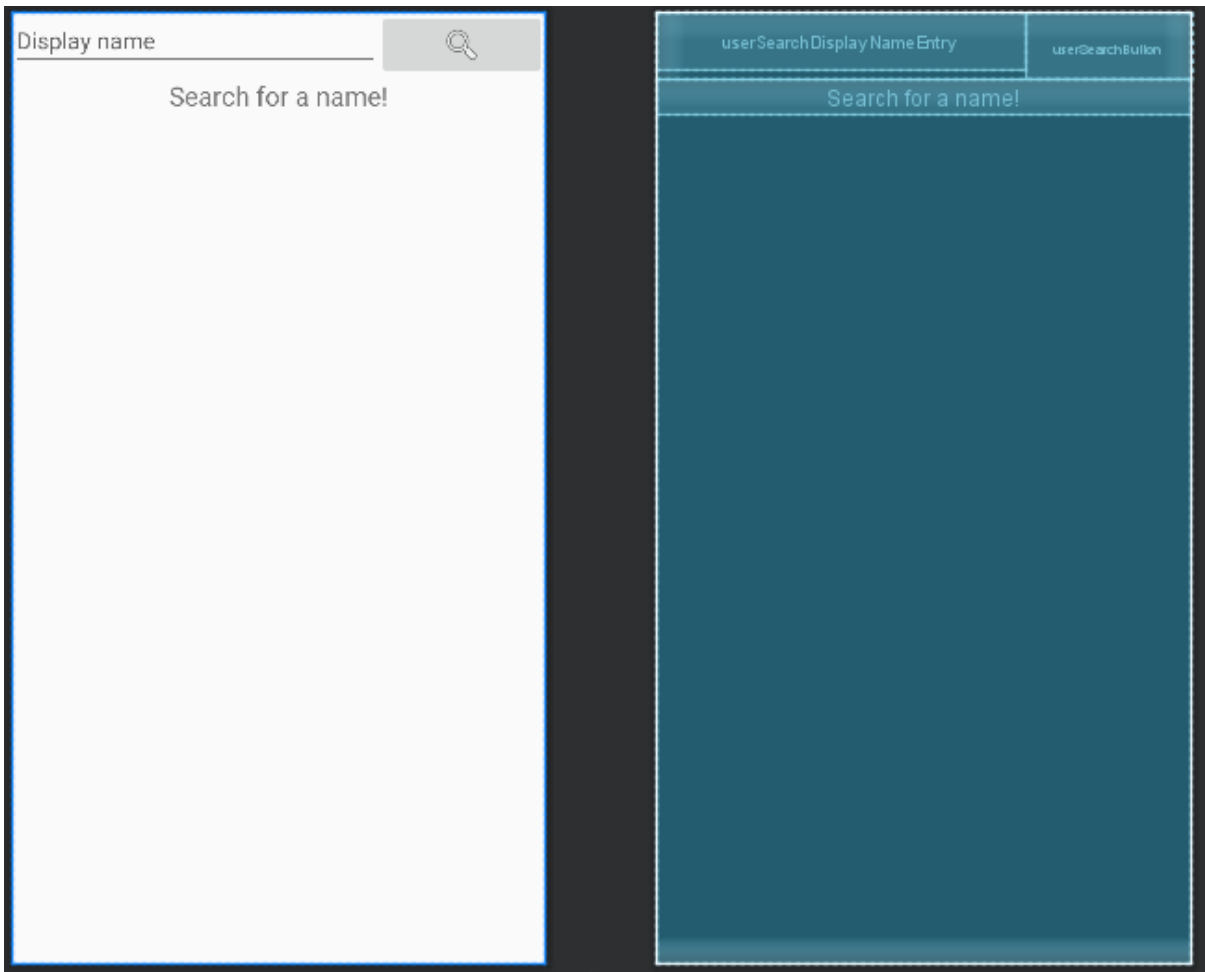 Display name
Search for a name!
userSearchDisplayNameEntry
userSearchButton
Search for a name!